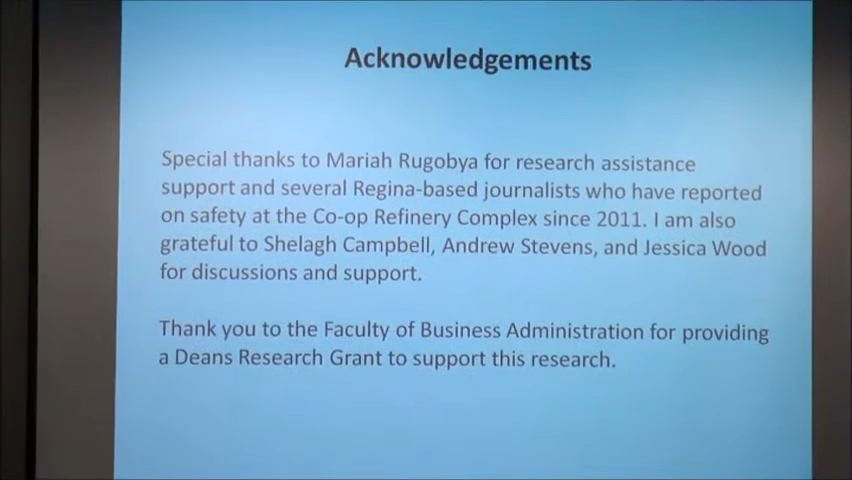 Acknowledgements
Special thanks to Mariah Rugobya for research assistance
support and several Regina-based journalists who have reported
on safety at the Co-op Refinery Complex since 2011. I am also
grateful to Shelagh Campbell, Andrew Stevens, and Jessica Wood
for discussions and support.
Thank you to the Faculty of Business Administration for providing
a Deans Research Grant to support this research.